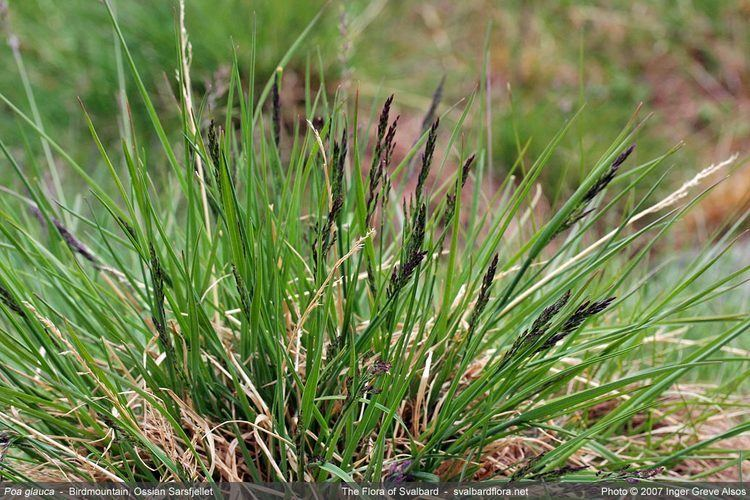 Poa glauca - Birdmountain, Ossian Sarsfjellet The Flora of Svalbard - svalbardflora.net Photo © 2007 Inger Greve Alsos